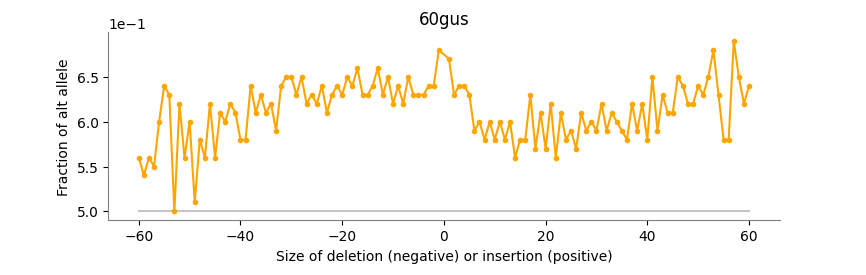 60gus
1e−1
Fraction of alt allele
6.5
6.0
5.5
5.0
−60 −40 −20 0 20 40 60
Size of deletion (negative) or insertion (positive)